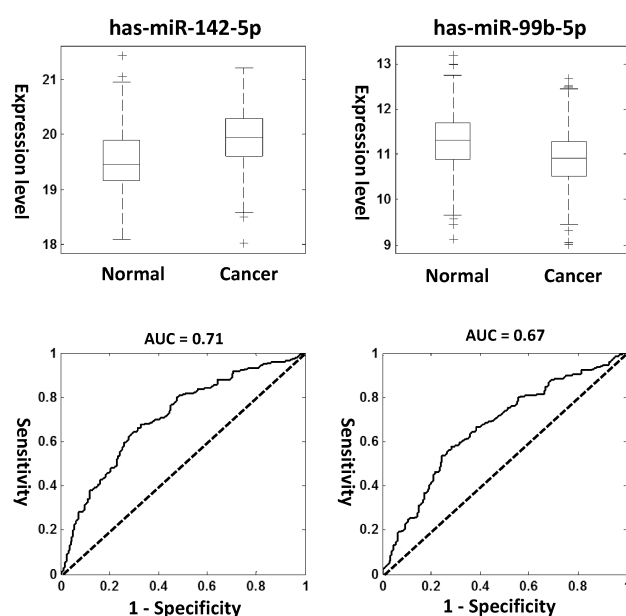 has-miR-142-5p
Expression level
21
20
19
18
Normal Cancer
has-miR-99b-5p
Expression level
13
12
11
10
9
Normal Cancer
AUC = 0.71
Sensitivity
1
0.8
0.6
0.4
0.2
0
0 0.2 0.4 0.6 0.8 1
1 - Specificity
AUC = 0.67
Sensitivity
1
0.8
0.6
0.4
0.2
0
0 0.2 0.4 0.6 0.8 1
1 - Specificity